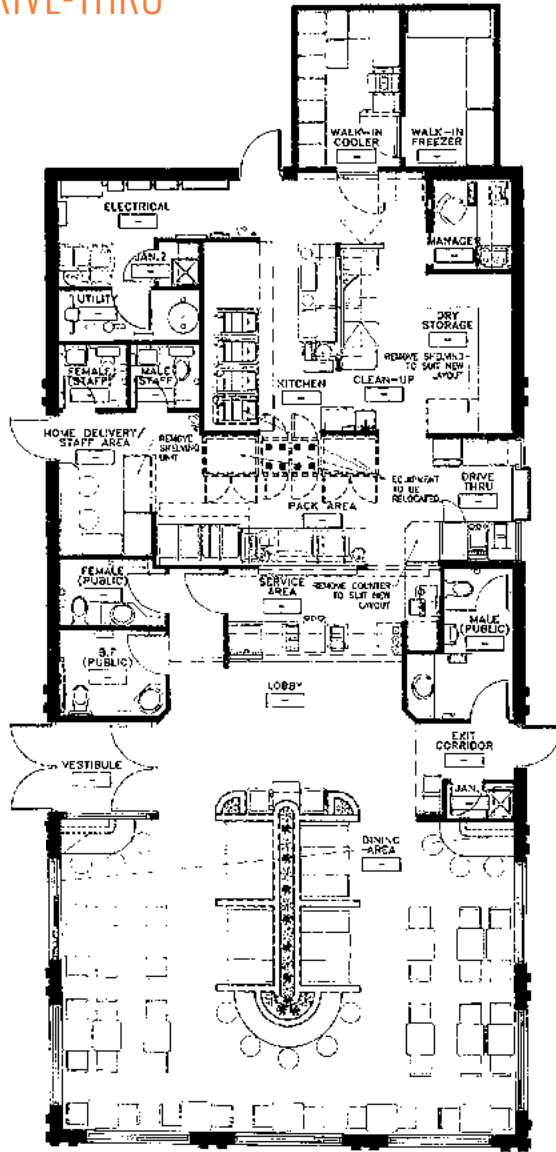 RIVE-THRU
WALK-IN
COOLER
WALK-IN
FREEZER
ELECTRICAL
MANAGER
JAN.2
UTILITY
DRY
STORAGE
REMOVE SHELVING
TO SUIT NEW
LAYOUT
FEMALE
(STAFF)
MALE
(STAFF)
KITCHEN
CLEAN-UP
HOME DELIVERY/
STAFF AREA
REMOVE
SHELVING
UNIT
EQUIPMENT
TO BE
RELOCATED
DRIVE
THRU
PACK AREA
FEMALE
(PUBLIC)
SERVICE
AREA
REMOVE COUNTER
TO SUIT NEW
LAYOUT
MALE
(PUBLIC)
B.F
(PUBLIC)
LOBBY
EXIT
CORRIDOR
VESTIBULE
JAN.
DINING
AREA